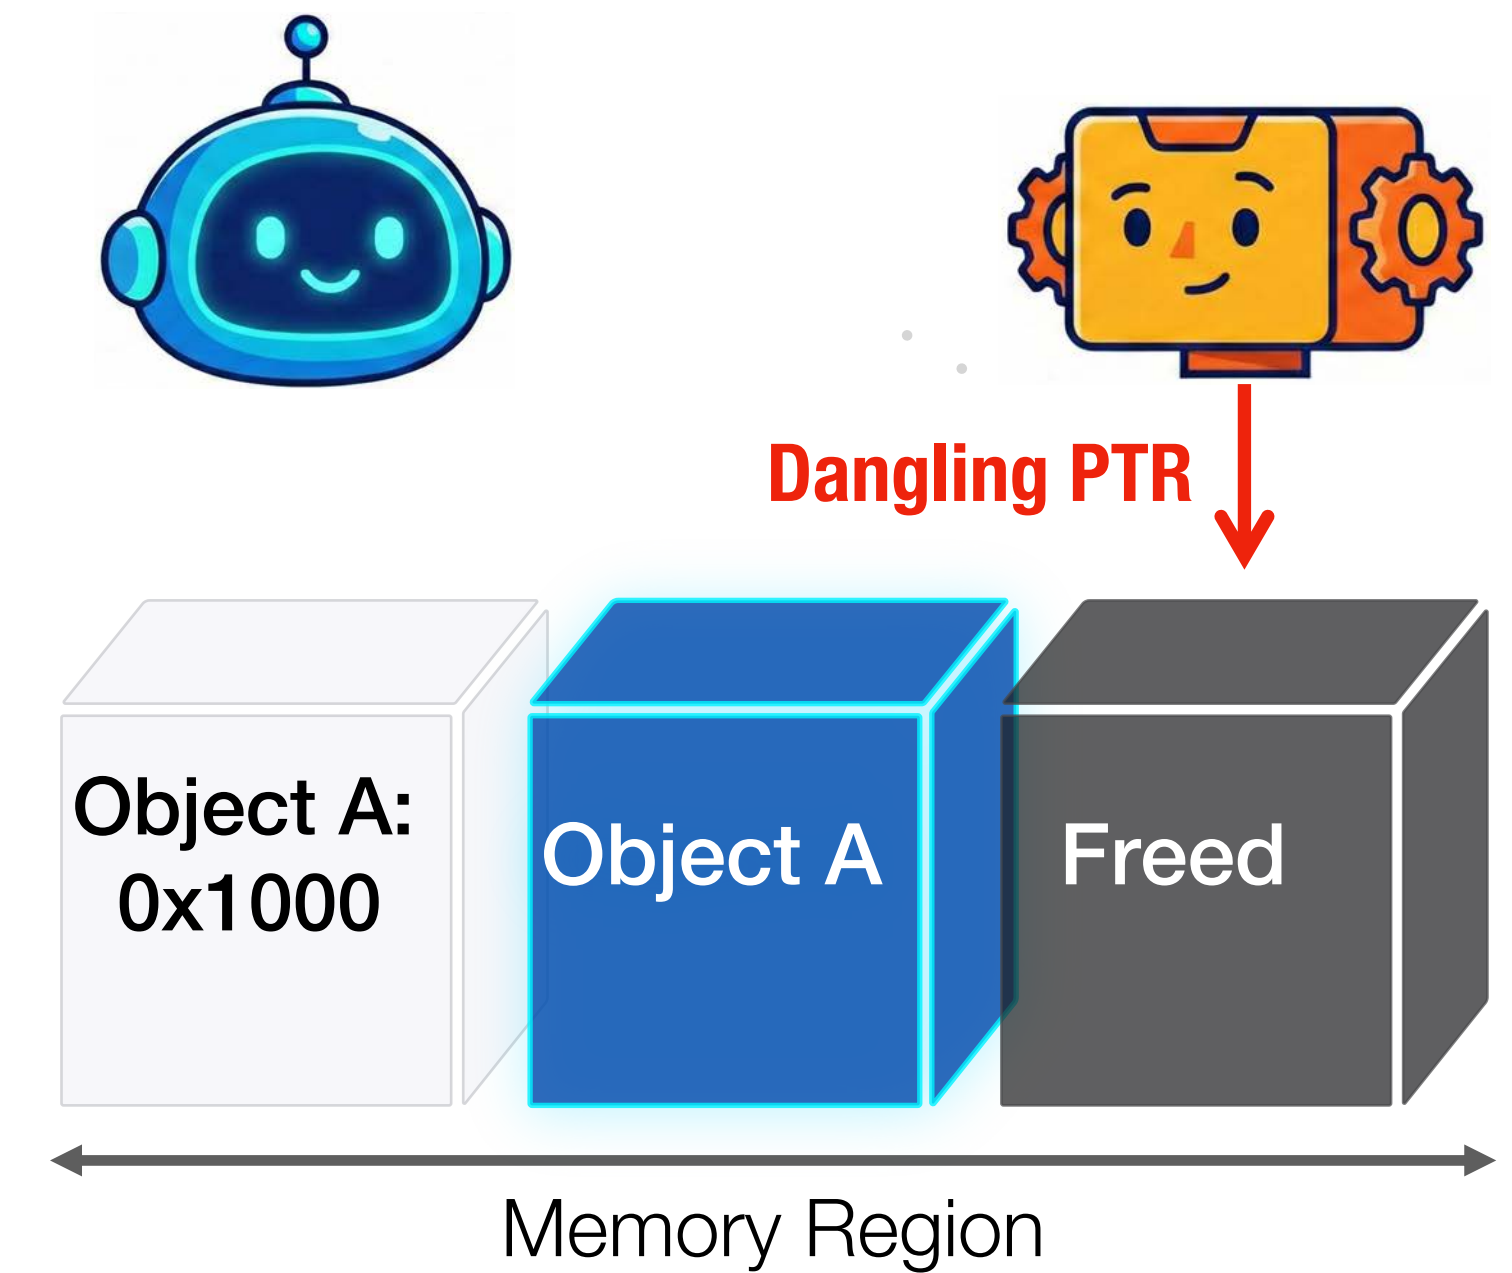 Dangling PTR
Object A:
0x1000
Object A
Freed
Memory Region